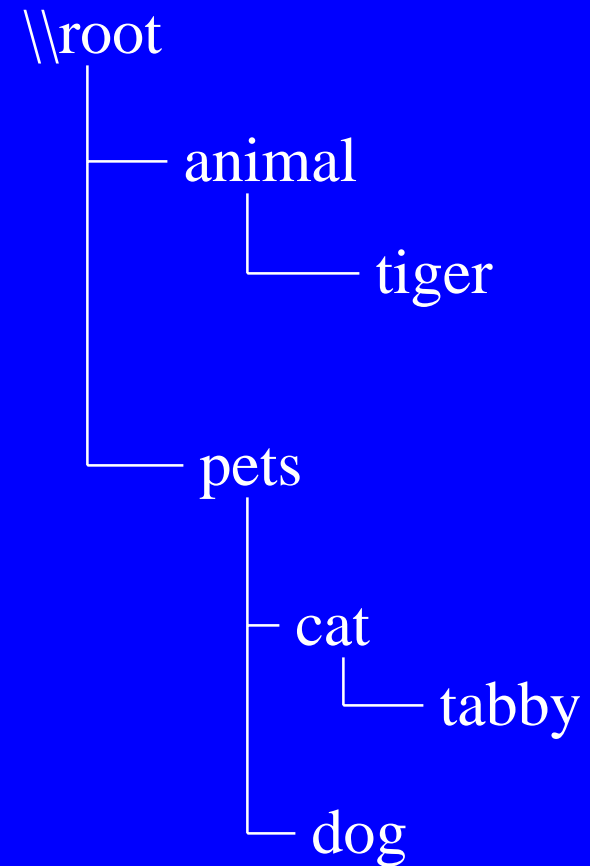 \\root
animal
tiger
pets
cat
tabby
dog